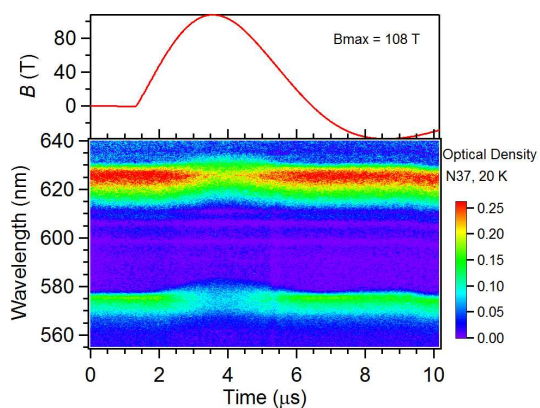 B (T)
80
40
0
Bmax = 108 T
Wavelength (nm)
640
620
600
580
560
0 2 4 6 8 10
Time (μs)
Optical Density
N37, 20 K
0.25
0.20
0.15
0.10
0.05
0.00